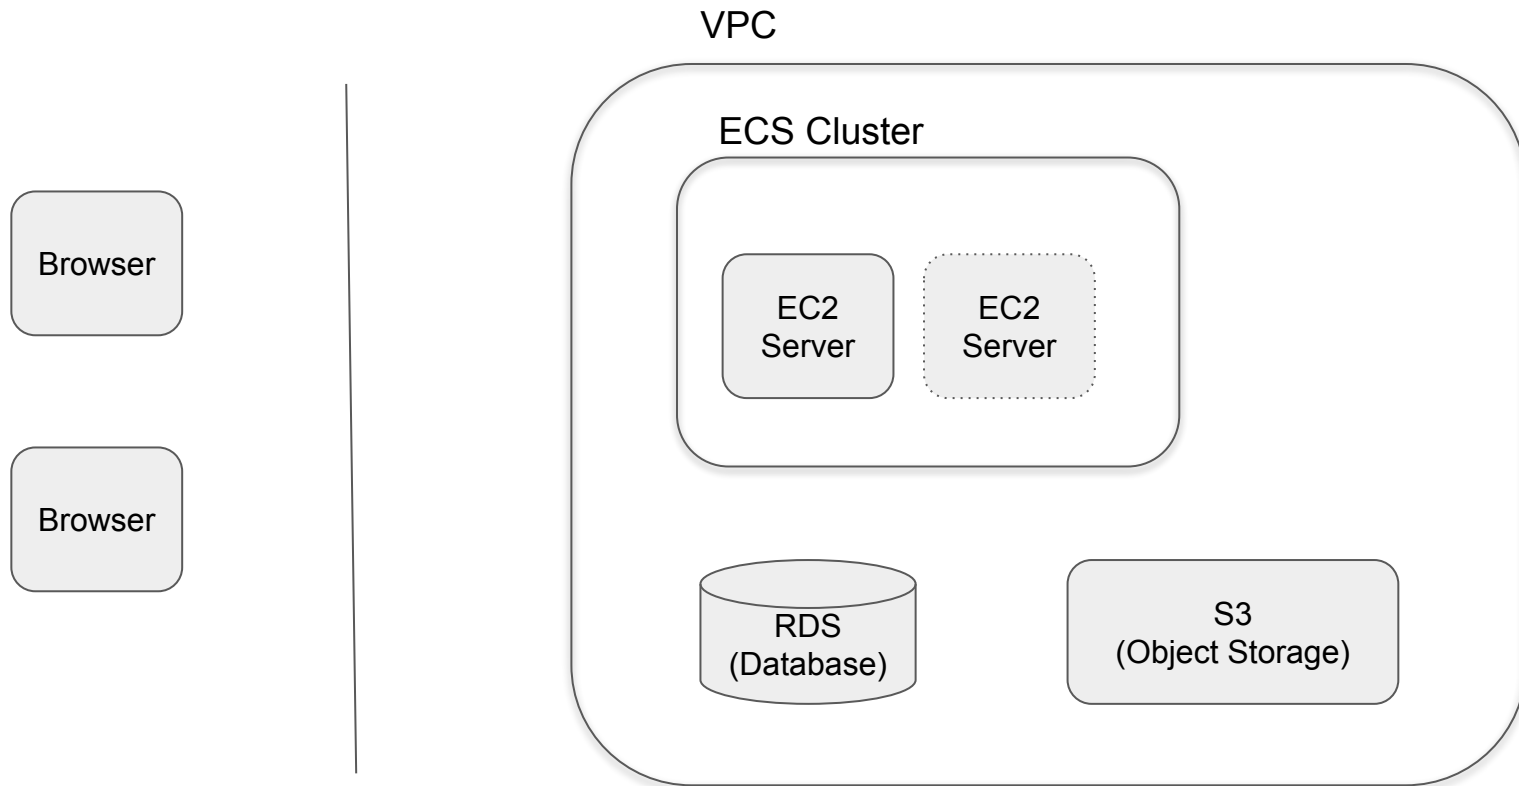 VPC
ECS Cluster
Browser
EC2
Server
EC2
Server
Browser
RDS
(Database)
S3
(Object Storage)